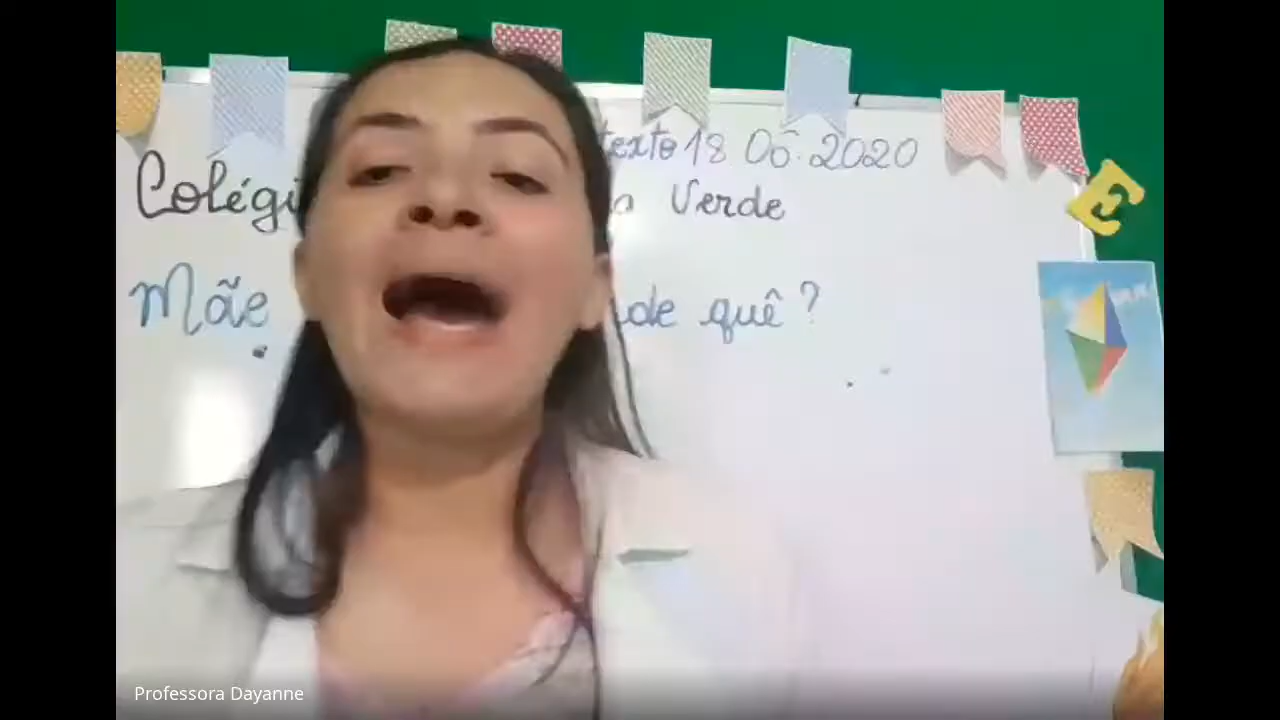 texto 18 06.2020
Colégi
Verde
Mãe de quê?
E
Professora Dayanne